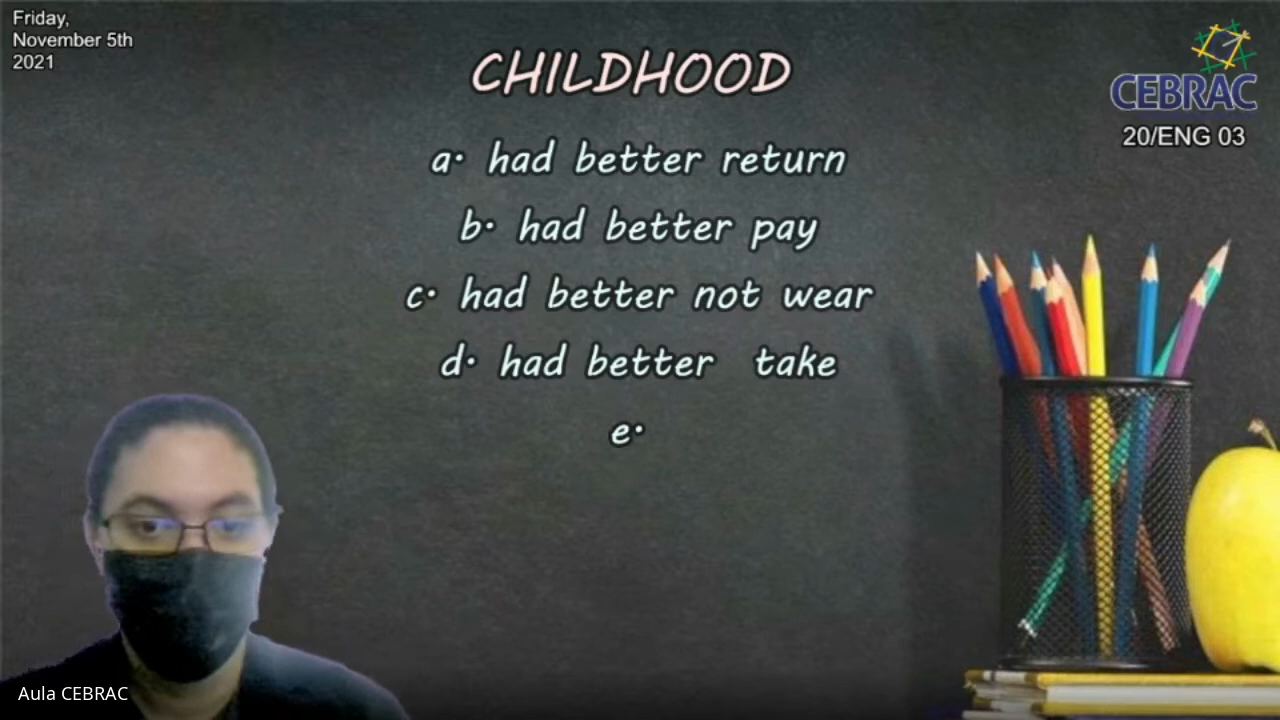 Friday,
November 5th
2021
CHILDHOOD
CEBRAC
20/ENG 03
a. had better return
b. had better pay
c. had better not wear
d. had better take
e.
Aula CEBRAC